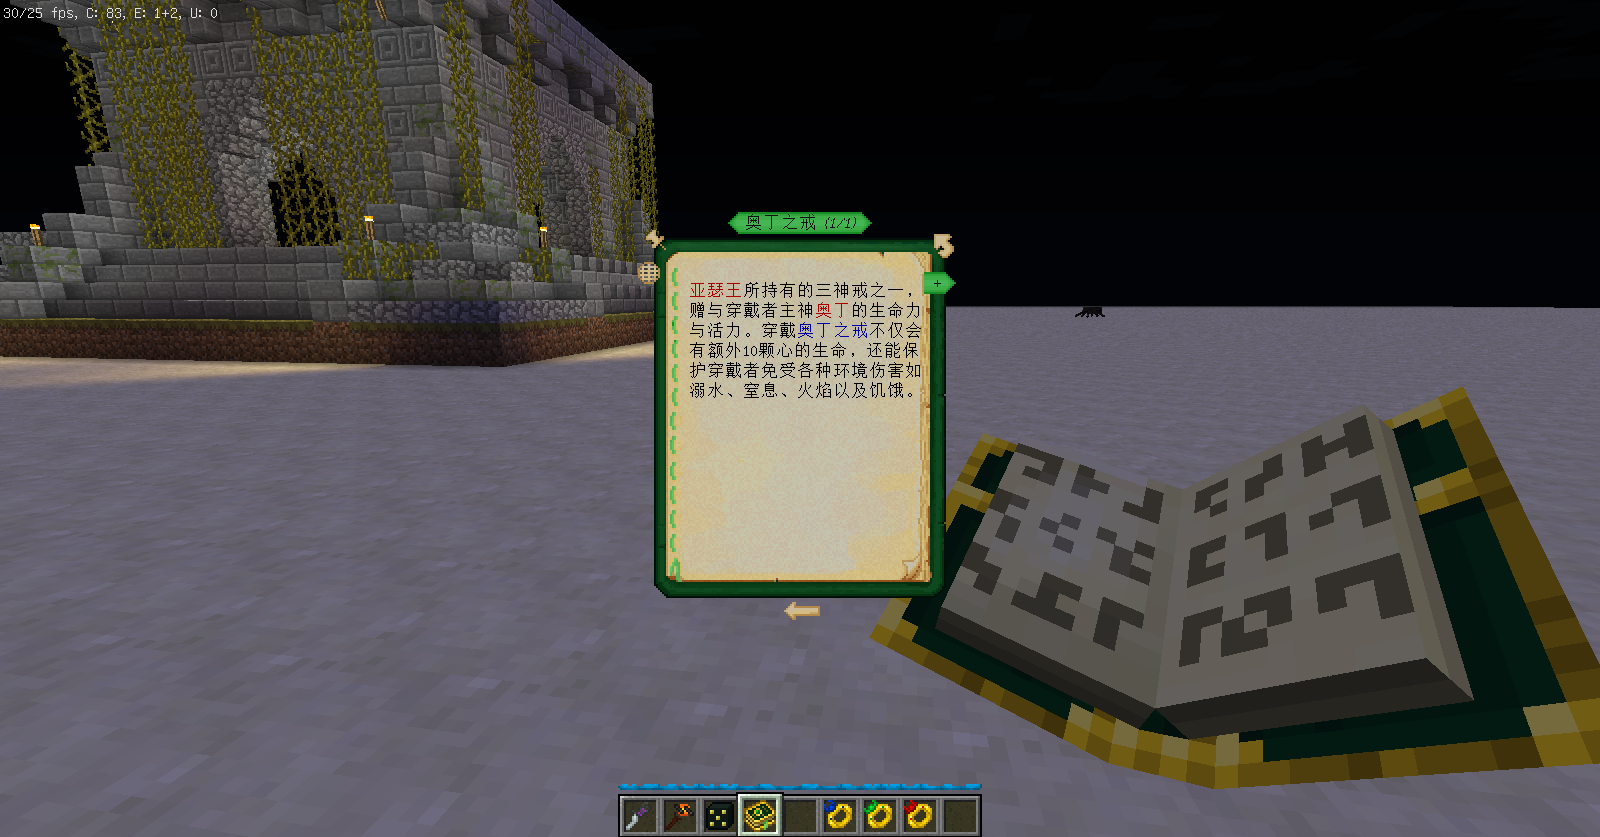 30/25 fps, C: 83, E: 1+2, U: 0
奥丁之戒 (1/1)
亚瑟王所持有的三神戒之一，
赠与穿戴者主神奥丁的生命力
与活力。穿戴奥丁之戒不仅会
有额外10颗心的生命，还能保
护穿戴者免受各种环境伤害如
溺水、窒息、火焰以及饥饿。
+